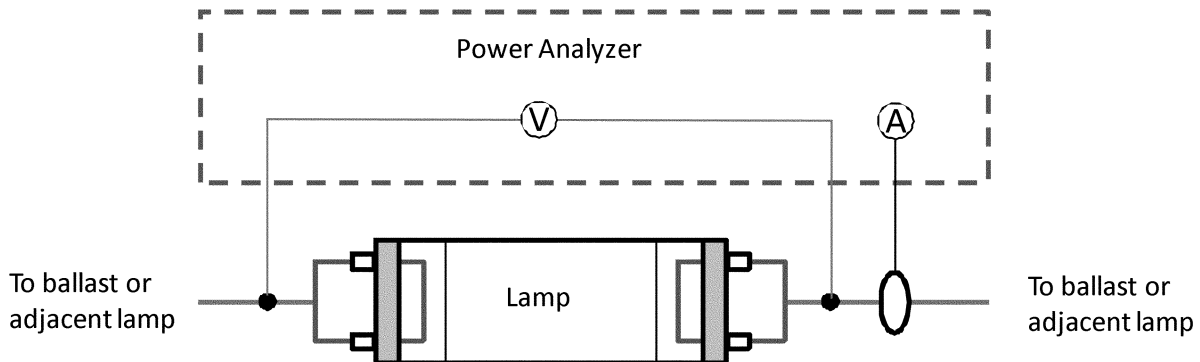 Power Analyzer
V
A
To ballast or
adjacent lamp
Lamp
To ballast or
adjacent lamp